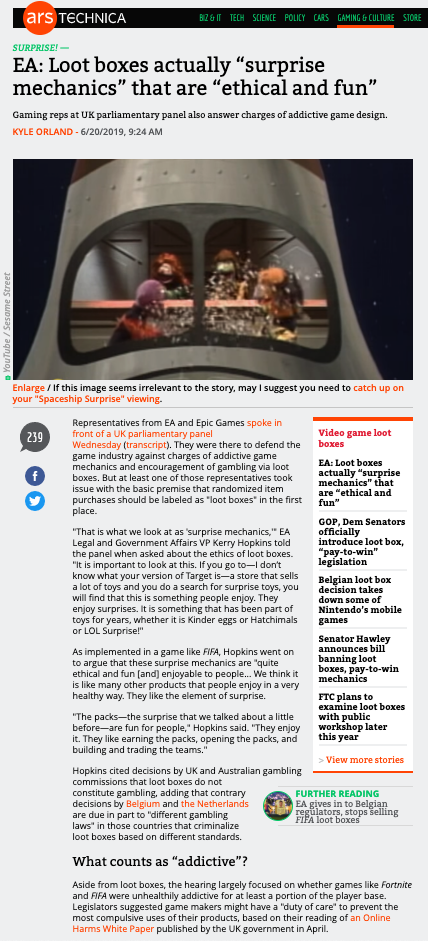 ars TECHNICA
BIZ & IT TECH SCIENCE POLICY CARS GAMING & CULTURE STORE
SURPRISE! —
EA: Loot boxes actually “surprise
mechanics” that are “ethical and fun”
Gaming reps at UK parliamentary panel also answer charges of addictive game design.
KYLE ORLAND - 6/20/2019, 9:24 AM
YouTube / Sesame Street
Enlarge / If this image seems irrelevant to the story, may I suggest you need to catch up on
your "Spaceship Surprise" viewing.
239
Representatives from EA and Epic Games spoke in
front of a UK parliamentary panel
Wednesday (transcript). They were there to defend the
game industry against charges of addictive game
mechanics and encouragement of gambling via loot
boxes. But at least one of those representatives took
issue with the basic premise that randomized item
purchases should be labeled as "loot boxes" in the first
place.
"That is what we look at as 'surprise mechanics,'" EA
Legal and Government Affairs VP Kerry Hopkins told
the panel when asked about the ethics of loot boxes.
"It is important to look at this. If you go to—I don't
know what your version of Target is—a store that sells
a lot of toys and you do a search for surprise toys, you
will find that this is something people enjoy. They
enjoy surprises. It is something that has been part of
toys for years, whether it is Kinder eggs or Hatchimals
or LOL Surprise!"
As implemented in a game like FIFA, Hopkins went on
to argue that these surprise mechanics are "quite
ethical and fun [and] enjoyable to people... We think it
is like many other products that people enjoy in a very
healthy way. They like the element of surprise.
"The packs—the surprise that we talked about a little
before—are fun for people," Hopkins said. "They enjoy
it. They like earning the packs, opening the packs, and
building and trading the teams."
Hopkins cited decisions by UK and Australian gambling
commissions that loot boxes do not
constitute gambling, adding that contrary
decisions by Belgium and the Netherlands
are due in part to "different gambling
laws" in those countries that criminalize
loot boxes based on different standards.
Video game loot
boxes
EA: Loot boxes
actually “surprise
mechanics” that
are “ethical and
fun”
GOP, Dem Senators
officially
introduce loot box,
“pay-to-win”
legislation
Belgian loot box
decision takes
down some of
Nintendo’s mobile
games
Senator Hawley
announces bill
banning loot
boxes, pay-to-win
mechanics
FTC plans to
examine loot boxes
with public
workshop later
this year
> View more stories
FURTHER READING
EA gives in to Belgian
regulators, stops selling
FIFA loot boxes
What counts as “addictive”?
Aside from loot boxes, the hearing largely focused on whether games like Fortnite
and FIFA were unhealthily addictive for at least a portion of the player base.
Legislators suggested game makers might have a "duty of care" to prevent the
most compulsive uses of their products, based on their reading of an Online
Harms White Paper published by the UK government in April.